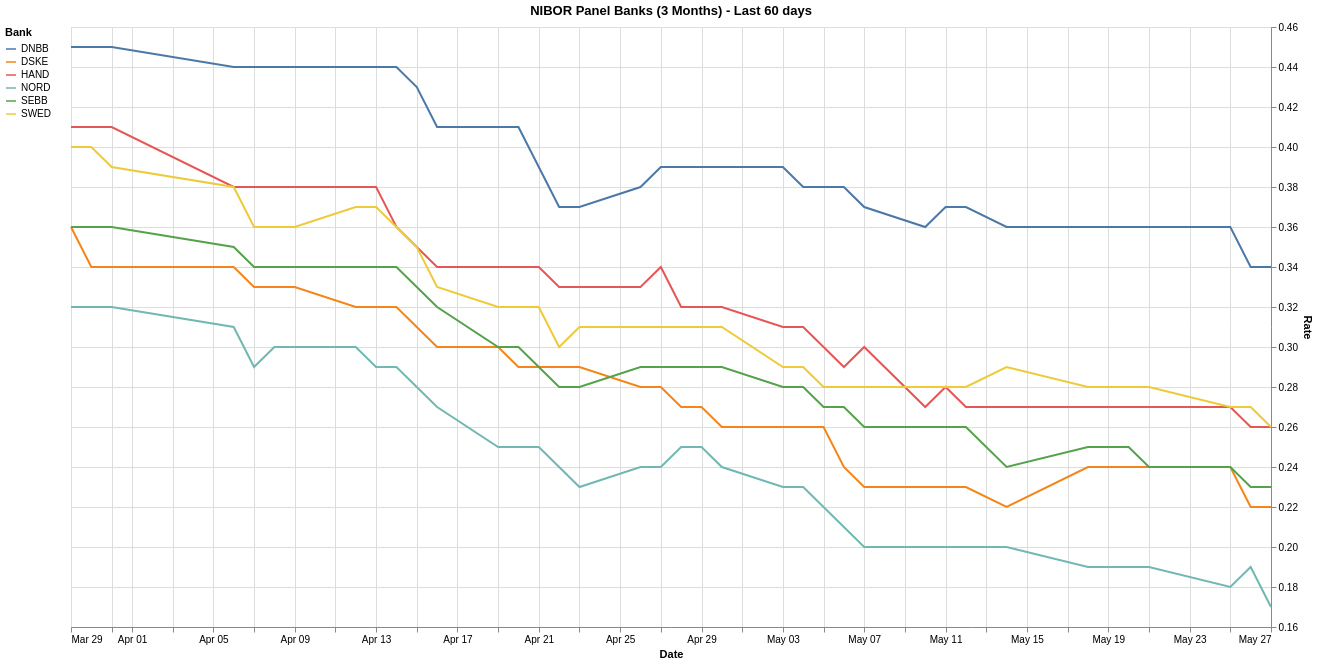 NIBOR Panel Banks (3 Months) - Last 60 days
Bank
DNBB
DSKE
HAND
NORD
SEBB
SWED
0.46
0.44
0.42
0.40
0.38
0.36
0.34
0.32
0.30
0.28
0.26
0.24
0.22
0.20
0.18
0.16
Rate
Mar 29 Apr 01 Apr 05 Apr 09 Apr 13 Apr 17 Apr 21 Apr 25 Apr 29 May 03 May 07 May 11 May 15 May 19 May 23 May 27
Date